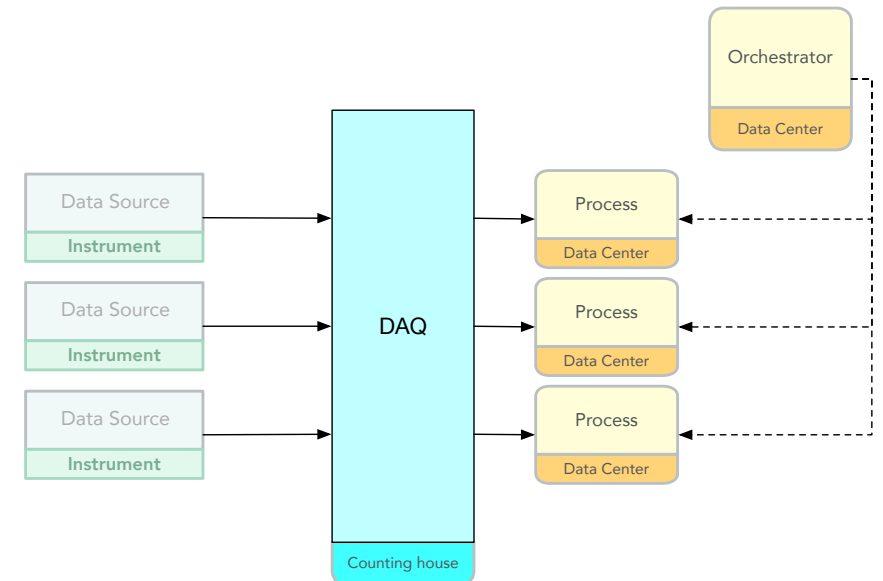 Orchestrator
Data Center
Data Source
Instrument
Data Source
Instrument
Data Source
Instrument
DAQ
Counting house
Process
Data Center
Process
Data Center
Process
Data Center